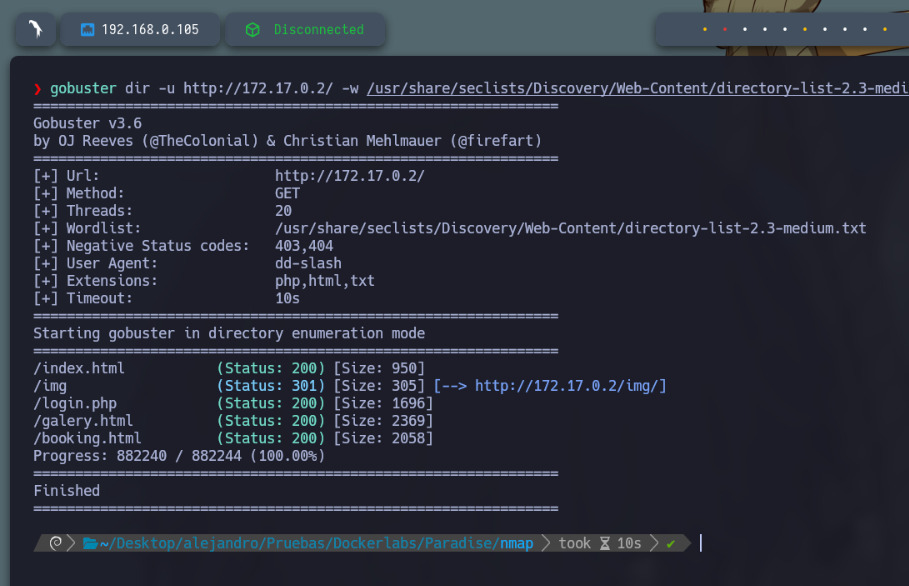 192.168.0.105
Disconnected
❯ gobuster dir -u http://172.17.0.2/ -w /usr/share/seclists/Discovery/Web-Content/directory-list-2.3-medi
===============================================================
Gobuster v3.6
by OJ Reeves (@TheColonial) & Christian Mehlmauer (@firefart)
===============================================================
[+] Url:                     http://172.17.0.2/
[+] Method:                  GET
[+] Threads:                 20
[+] Wordlist:                /usr/share/seclists/Discovery/Web-Content/directory-list-2.3-medium.txt
[+] Negative Status codes:   403,404
[+] User Agent:              dd-slash
[+] Extensions:              php,html,txt
[+] Timeout:                 10s
===============================================================
Starting gobuster in directory enumeration mode
===============================================================
/index.html           (Status: 200) [Size: 950]
/img                  (Status: 301) [Size: 305] [--> http://172.17.0.2/img/]
/login.php            (Status: 200) [Size: 1696]
/galery.html          (Status: 200) [Size: 2369]
/booking.html         (Status: 200) [Size: 2058]
Progress: 882240 / 882244 (100.00%)
===============================================================
Finished
===============================================================
~/Desktop/alejandro/Pruebas/Dockerlabs/Paradise/nmap took 10s ✔